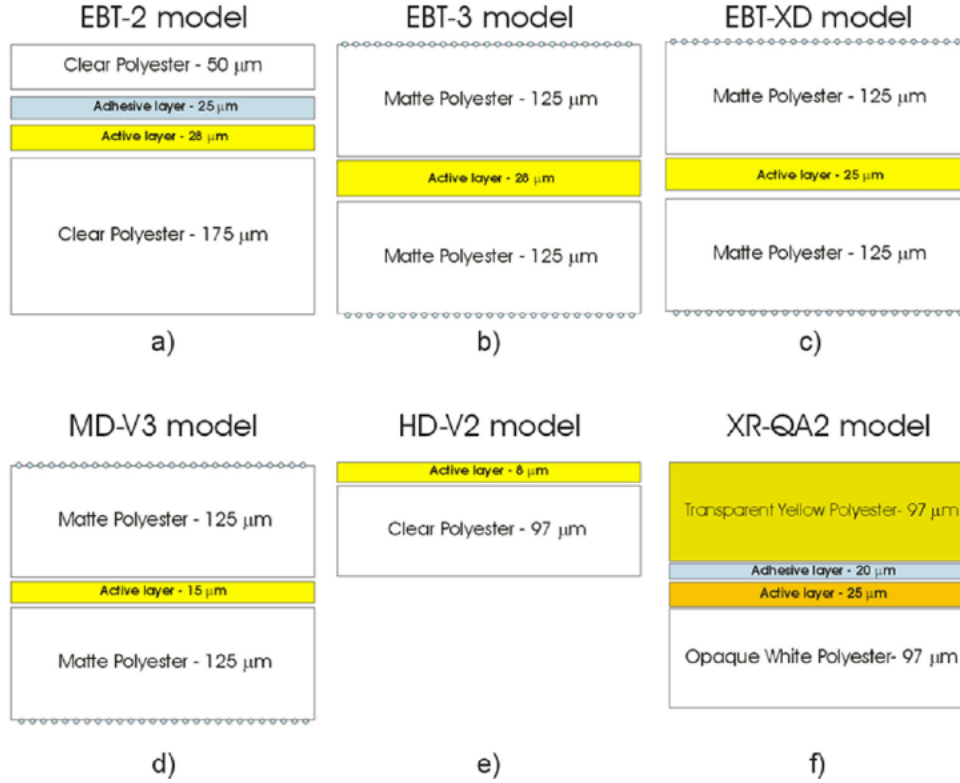 EBT-2 model
Clear Polyester - 50 μm
Adhesive layer - 25 μm
Active layer - 28 μm
Clear Polyester - 175 μm
a)
EBT-3 model
Matte Polyester - 125 μm
Active layer - 28 μm
Matte Polyester - 125 μm
b)
EBT-XD model
Matte Polyester - 125 μm
Active layer - 25 μm
Matte Polyester - 125 μm
c)
MD-V3 model
Matte Polyester - 125 μm
Active layer - 15 μm
Matte Polyester - 125 μm
d)
HD-V2 model
Active layer - 8 μm
Clear Polyester - 97 μm
e)
XR-QA2 model
Transparent Yellow Polyester- 97 μm
Adhesive layer - 20 μm
Active layer - 25 μm
Opaque White Polyester- 97 μm
f)